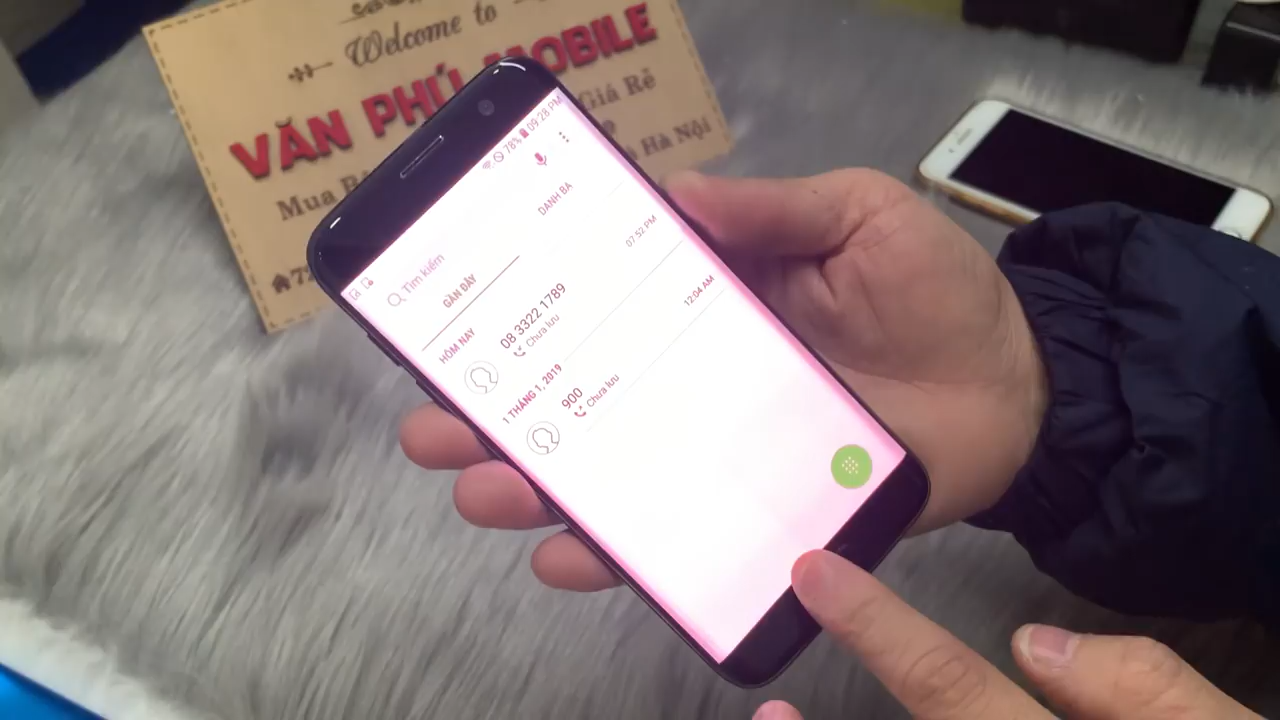 Welcome to
VĂN PHÚ MOBILE
Giá Rẻ
Mua
Hà Nội
78% 09:28 PM
Tìm kiếm
GẦN ĐÂY
DANH BẠ
HÔM NAY
08 3322 1789
07:52 PM
Chưa lưu
1 THÁNG 1, 2019
900
12:04 AM
Chưa lưu